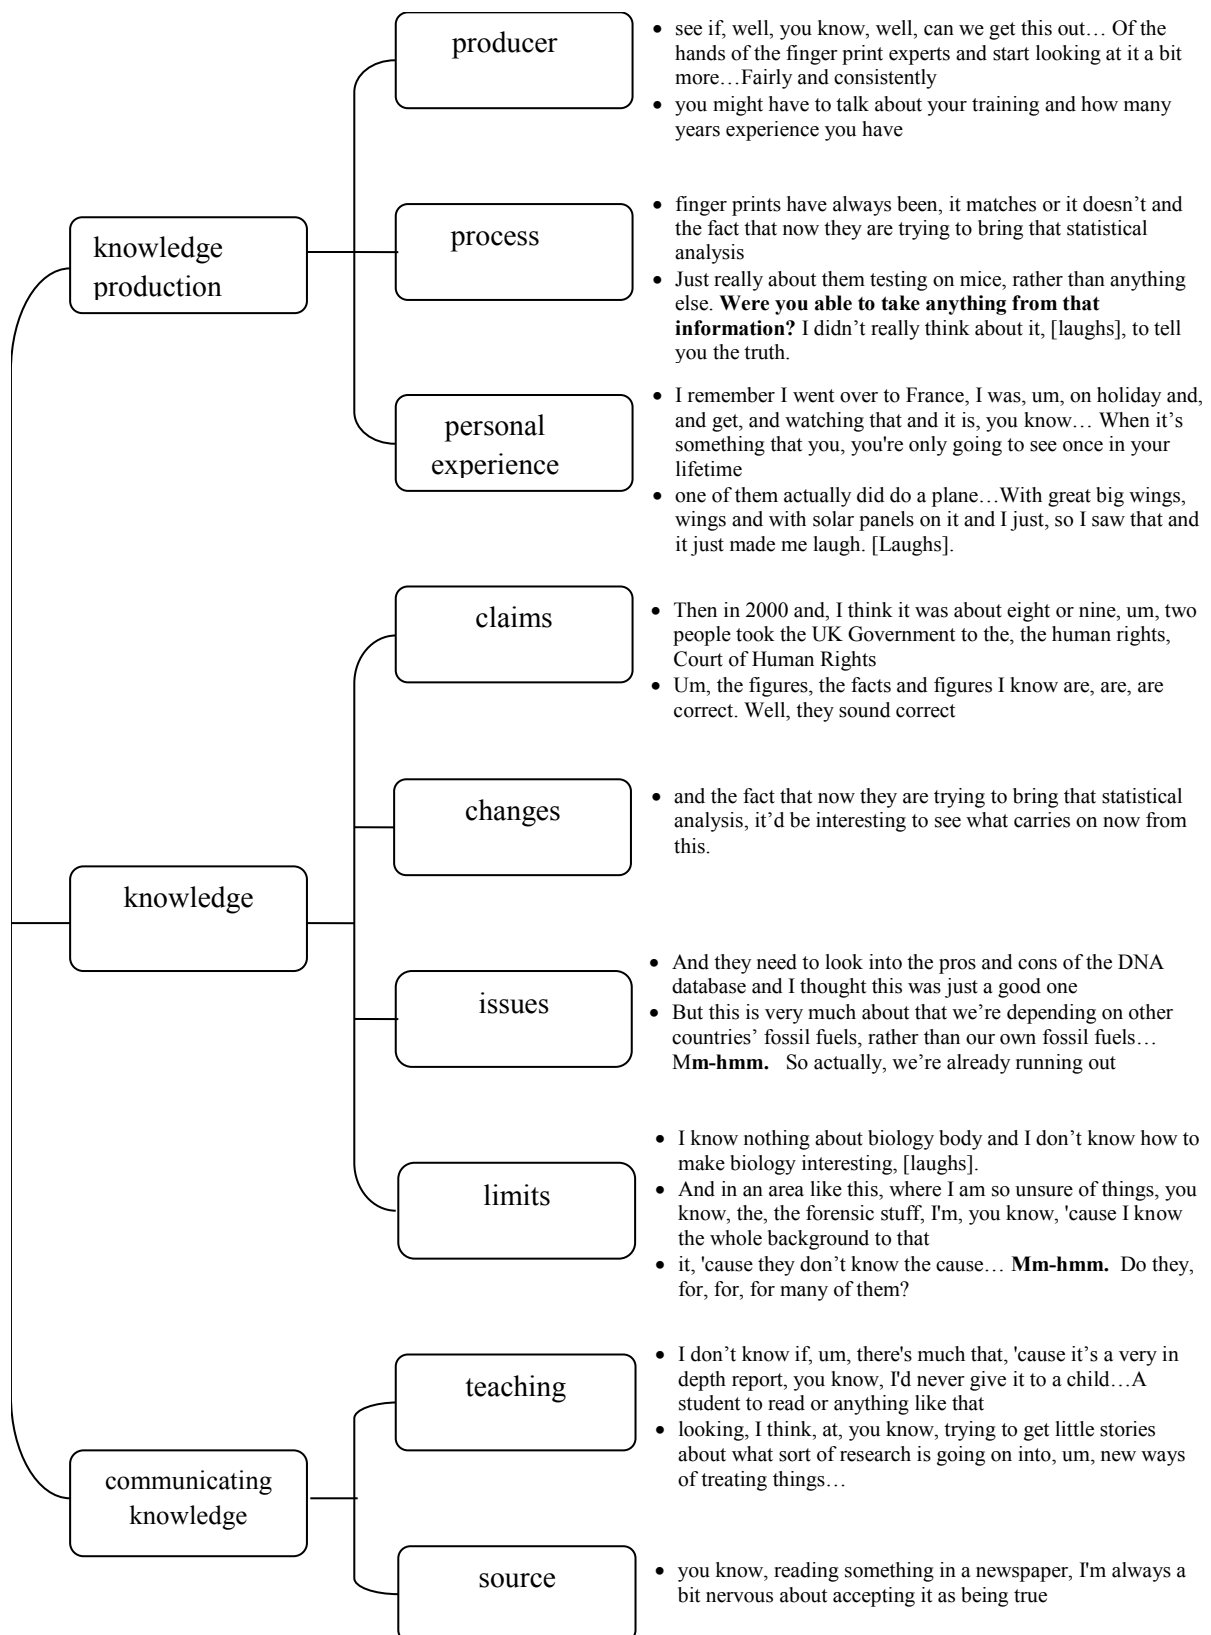 producer
• see if, well, you know, well, can we get this out… Of the
hands of the finger print experts and start looking at it a bit
more…Fairly and consistently
• you might have to talk about your training and how many
years experience you have
knowledge
production
process
• finger prints have always been, it matches or it doesn’t and
the fact that now they are trying to bring that statistical
analysis
• Just really about them testing on mice, rather than anything
else. Were you able to take anything from that
information? I didn’t really think about it, [laughs], to tell
you the truth.
personal
experience
• I remember I went over to France, I was, um, on holiday and,
and get, and watching that and it is, you know… When it’s
something that you, you're only going to see once in your
lifetime
• one of them actually did do a plane…With great big wings,
wings and with solar panels on it and I just, so I saw that and
it just made me laugh. [Laughs].
claims
• Then in 2000 and, I think it was about eight or nine, um, two
people took the UK Government to the, the human rights,
Court of Human Rights
• Um, the figures, the facts and figures I know are, are, are
correct. Well, they sound correct
changes
• and the fact that now they are trying to bring that statistical
analysis, it’d be interesting to see what carries on now from
this.
knowledge
issues
• And they need to look into the pros and cons of the DNA
database and I thought this was just a good one
• But this is very much about that we’re depending on other
countries’ fossil fuels, rather than our own fossil fuels…
Mm-hmm. So actually, we’re already running out
limits
• I know nothing about biology body and I don’t know how to
make biology interesting, [laughs].
• And in an area like this, where I am so unsure of things, you
know, the, the forensic stuff, I'm, you know, 'cause I know
the whole background to that
• it, 'cause they don’t know the cause… Mm-hmm. Do they,
for, for, for many of them?
teaching
• I don’t know if, um, there's much that, 'cause it’s a very in
depth report, you know, I'd never give it to a child…A
student to read or anything like that
• looking, I think, at, you know, trying to get little stories
about what sort of research is going on into, um, new ways
of treating things…
communicating
knowledge
source
• you know, reading something in a newspaper, I'm always a
bit nervous about accepting it as being true